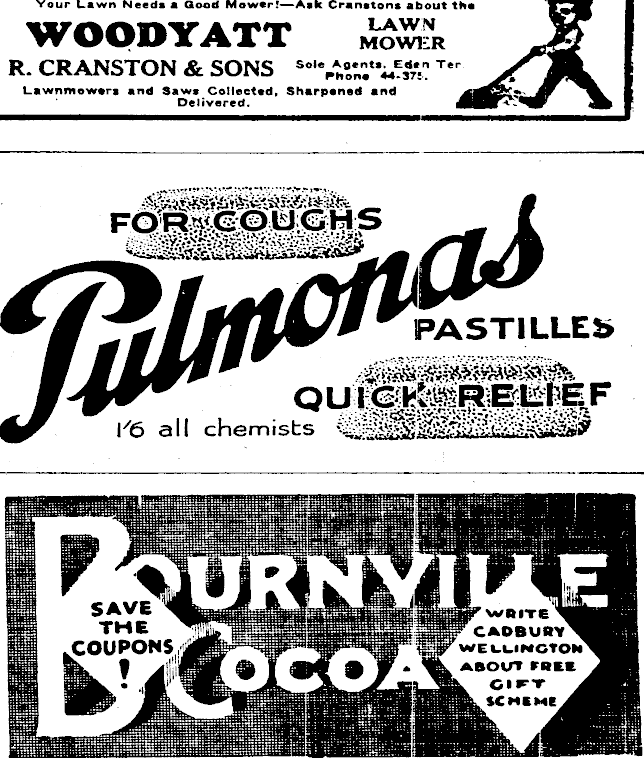 Your Lawn Needs a Good Mower!—Ask Cranstons about the
WOODYATT LAWN MOWER
R. CRANSTON & SONS Sole Agents, Eden Ter.
Phone
Lawnmowers and Saws Collected, Sharpened and
Delivered.
FOR COUGHS
Pulmonas
PASTILLES
QUICK RELIEF
1'6 all chemists
BOURNVILLE
COCOA
SAVE
THE
COUPONS
!
WRITE
CADBURY
WELLINGTON
ABOUT FREE
GIFT
SCHEME